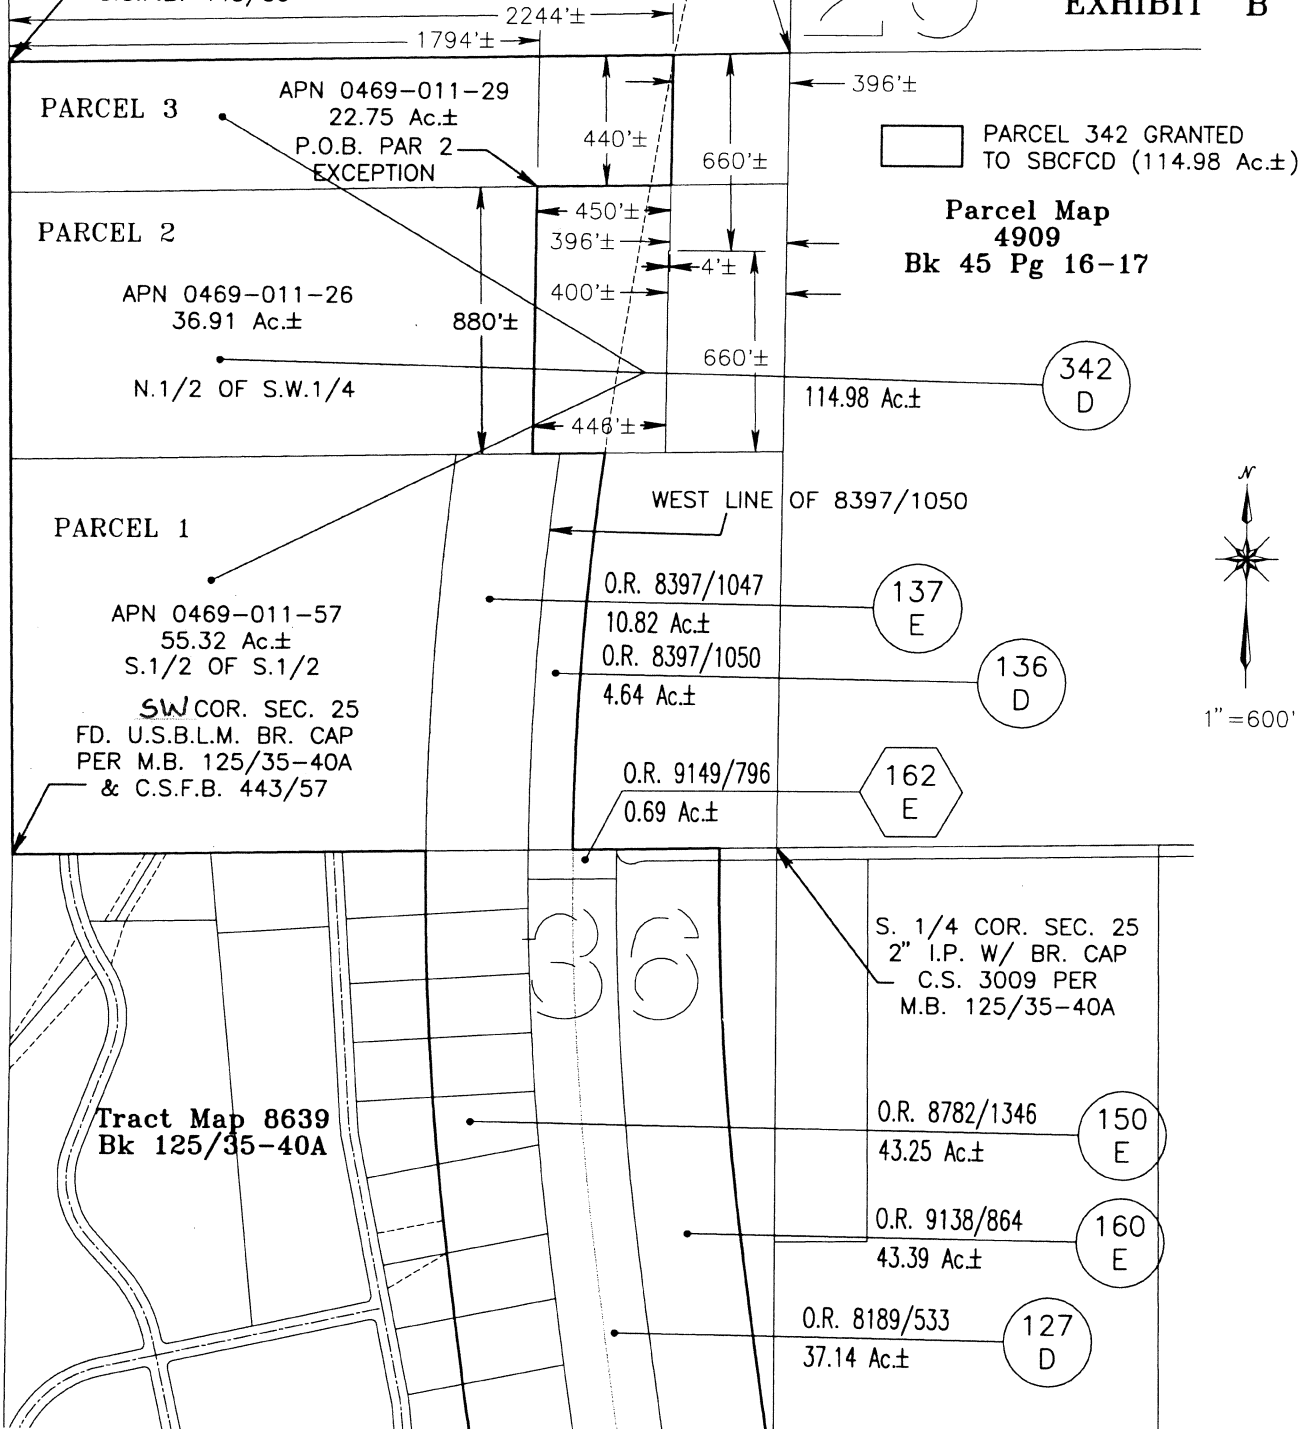 EXHIBIT "B"
2244'±
1794'±
25
396'±
PARCEL 3
APN 0469-011-29
22.75 Ac.±
P.O.B. PAR 2
EXCEPTION
440'±
660'±
PARCEL 342 GRANTED
TO SBCFCD (114.98 Ac.±)
Parcel Map
4909
Bk 45 Pg 16-17
PARCEL 2
450'±
396'±
4'±
400'±
APN 0469-011-26
36.91 Ac.±
880'±
N.1/2 OF S.W.1/4
660'±
446'±
114.98 Ac.±
342
D
PARCEL 1
WEST LINE OF 8397/1050
N
1"=600'
APN 0469-011-57
55.32 Ac.±
S.1/2 OF S.1/2
O.R. 8397/1047
10.82 Ac.±
137
E
O.R. 8397/1050
4.64 Ac.±
136
D
SW COR. SEC. 25
FD. U.S.B.L.M. BR. CAP
PER M.B. 125/35-40A
& C.S.F.B. 443/57
O.R. 9149/796
0.69 Ac.±
162
E
36
S. 1/4 COR. SEC. 25
2" I.P. W/ BR. CAP
C.S. 3009 PER
M.B. 125/35-40A
Tract Map 8639
Bk 125/35-40A
O.R. 8782/1346
43.25 Ac.±
150
E
O.R. 9138/864
43.39 Ac.±
160
E
O.R. 8189/533
37.14 Ac.±
127
D